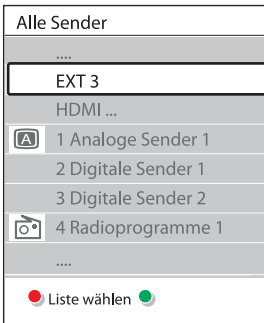 Alle Sender
....
EXT 3
HDMI ...
A 1 Analoge Sender 1
2 Digitale Sender 1
3 Digitale Sender 2
4 Radioprogramme 1
....
Liste wählen